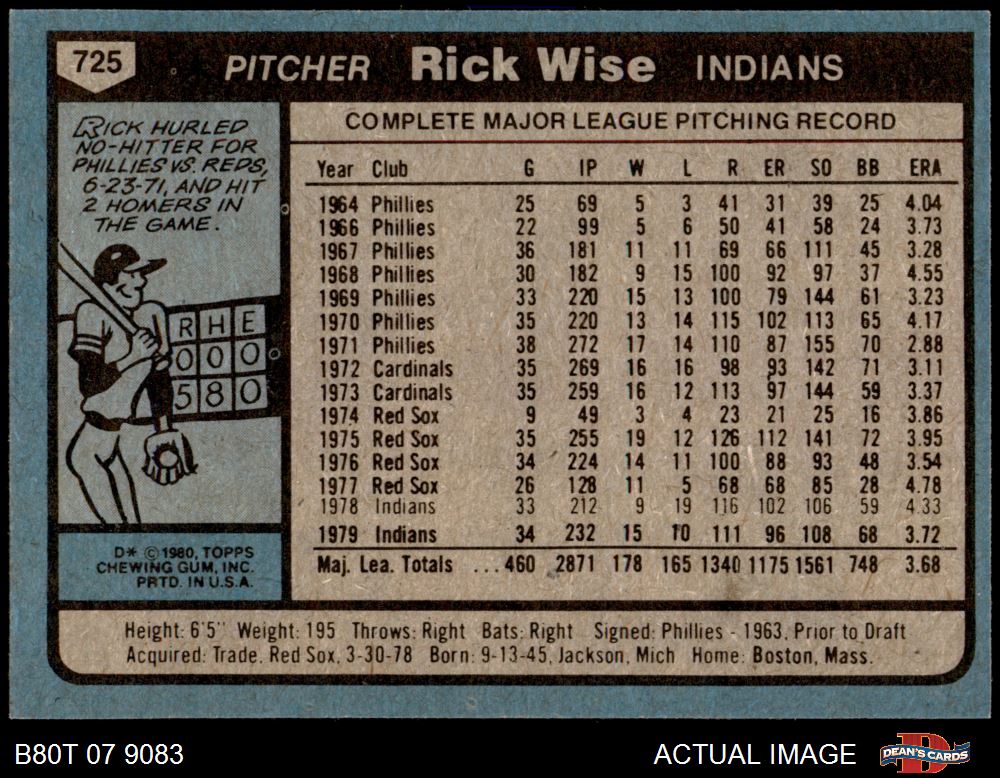 725 PITCHER Rick Wise INDIANS
RICK HURLED
NO-HITTER FOR
PHILLIES VS. REDS,
6-23-71, AND HIT
2 HOMERS IN
THE GAME.
R H E
0 0 0
5 8 0
D* © 1980, TOPPS
CHEWING GUM, INC.
PRTD. IN U.S.A.
COMPLETE MAJOR LEAGUE PITCHING RECORD
Year Club G IP W L R ER SO BB ERA
1964 Phillies 25 69 5 3 41 31 39 25 4.04
1966 Phillies 22 99 5 6 50 41 58 24 3.73
1967 Phillies 36 181 11 11 69 66 111 45 3.28
1968 Phillies 30 182 9 15 100 92 97 37 4.55
1969 Phillies 33 220 15 13 100 79 144 61 3.23
1970 Phillies 35 220 13 14 115 102 113 65 4.17
1971 Phillies 38 272 17 14 110 87 155 70 2.88
1972 Cardinals 35 269 16 16 98 93 142 71 3.11
1973 Cardinals 35 259 16 12 113 97 144 59 3.37
1974 Red Sox 9 49 3 4 23 21 25 16 3.86
1975 Red Sox 35 255 19 12 126 112 141 72 3.95
1976 Red Sox 34 224 14 11 100 88 93 48 3.54
1977 Red Sox 26 128 11 5 68 68 85 28 4.78
1978 Indians 33 212 9 19 116 102 106 59 4.33
1979 Indians 34 232 15 10 111 96 108 68 3.72
Maj. Lea. Totals ...460 2871 178 165 1340 1175 1561 748 3.68
Height: 6'5" Weight: 195 Throws: Right Bats: Right Signed: Phillies - 1963, Prior to Draft
Acquired: Trade, Red Sox, 3-30-78 Born: 9-13-45, Jackson, Mich Home: Boston, Mass.
B80T 07 9083 ACTUAL IMAGE DEAN'S CARDS